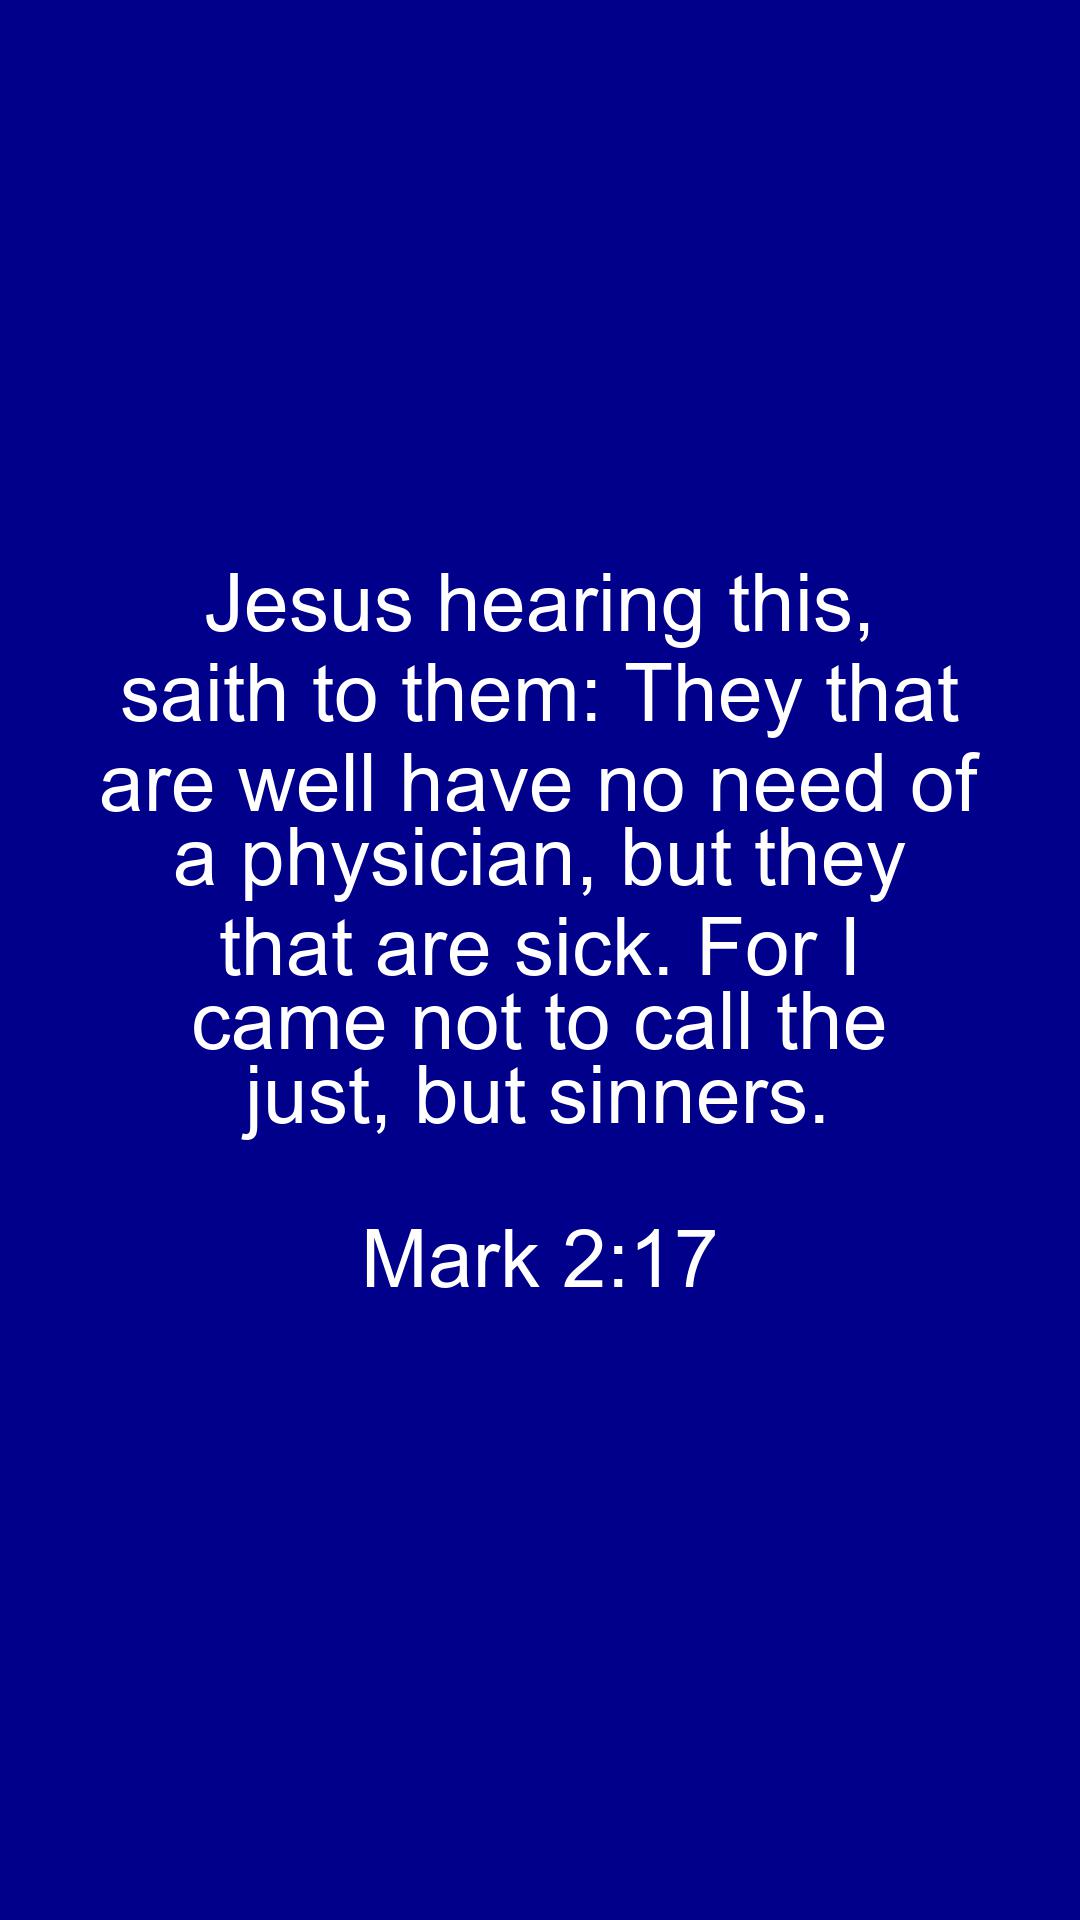 Jesus hearing this,
saith to them: They that
are well have no need of
a physician, but they
that are sick. For I
came not to call the
just, but sinners.
Mark 2:17